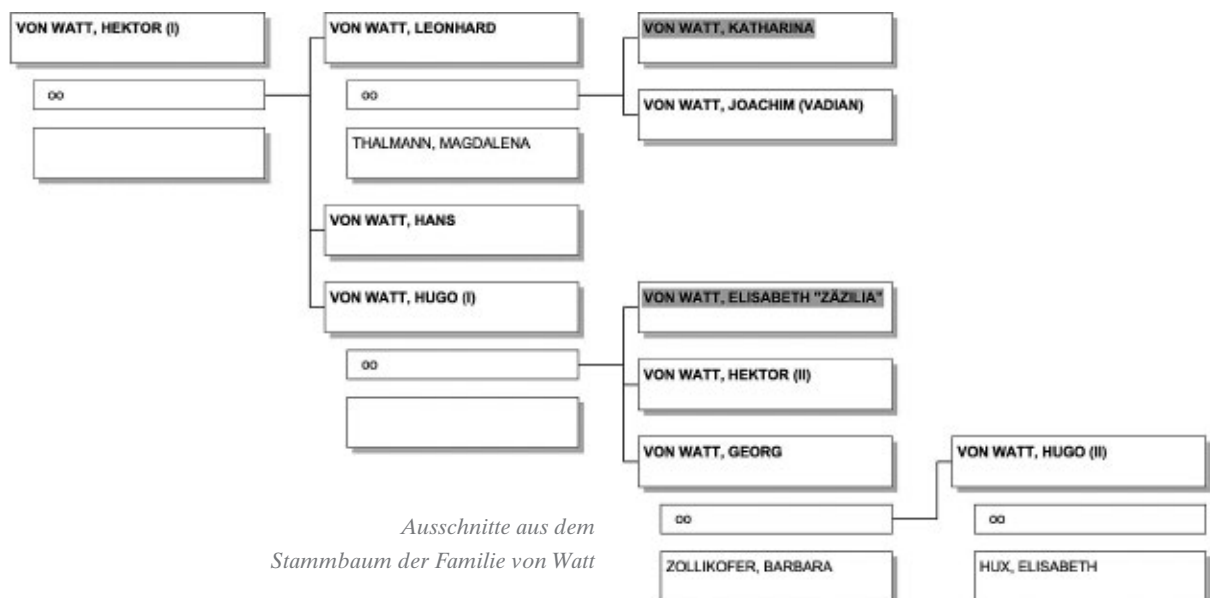 VON WATT, HEKTOR (I)
oo
VON WATT, LEONHARD
oo
THALMANN, MAGDALENA
VON WATT, KATHARINA
VON WATT, JOACHIM (VADIAN)
VON WATT, HANS
VON WATT, HUGO (I)
oo
VON WATT, ELISABETH "ZÄZILIA"
VON WATT, HEKTOR (II)
VON WATT, GEORG
oo
ZOLLIKOFER, BARBARA
VON WATT, HUGO (II)
oo
HUX, ELISABETH
Ausschnitte aus dem
Stammbaum der Familie von Watt